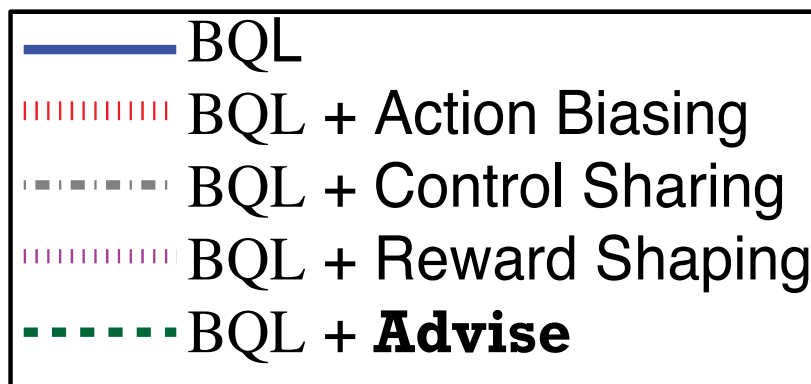 BQL
BQL + Action Biasing
BQL + Control Sharing
BQL + Reward Shaping
BQL + Advise